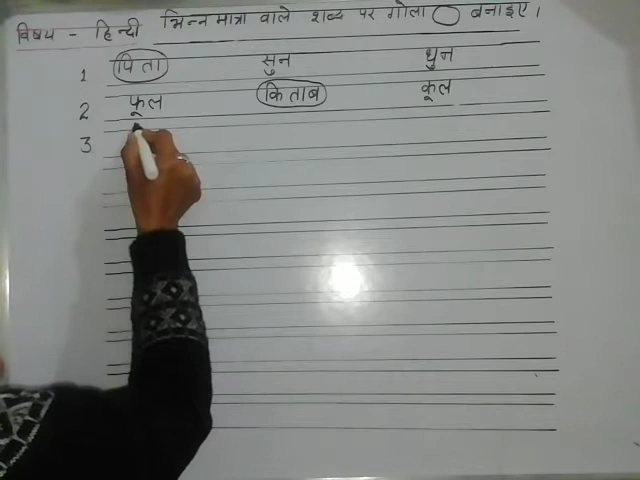 विषय - हिन्दी भिन्न मात्रा वाले शब्द पर गोला बनाइए।
1 पिता सुन धुन
2 फूल किताब कूल
3